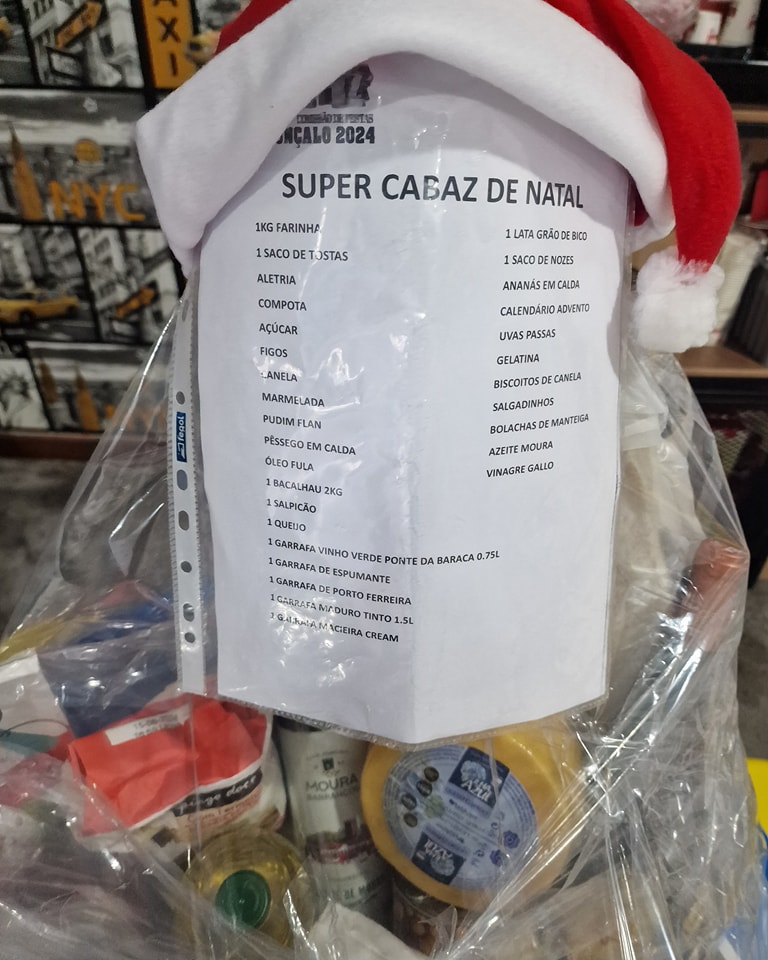 COMISSÃO DE FESTAS
GONÇALO 2024
SUPER CABAZ DE NATAL
1KG FARINHA
1 SACO DE TOSTAS
ALETRIA
COMPOTA
AÇÚCAR
FIGOS
CANELA
MARMELADA
PUDIM FLAN
PÊSSEGO EM CALDA
ÓLEO FULA
1 BACALHAU 2KG
1 SALPICÃO
1 QUEIJO
1 GARRAFA VINHO VERDE PONTE DA BARACA 0.75L
1 GARRAFA DE ESPUMANTE
1 GARRAFA DE PORTO FERREIRA
1 GARRAFA MADURO TINTO 1.5L
1 GARRAFA MACIEIRA CREAM
1 LATA GRÃO DE BICO
1 SACO DE NOZES
ANANÁS EM CALDA
CALENDÁRIO ADVENTO
UVAS PASSAS
GELATINA
BISCOITOS DE CANELA
SALGADINHOS
BOLACHAS DE MANTEIGA
AZEITE MOURA
VINAGRE GALLO
fegol
TAXI
NYC
pingo doce
MOURA